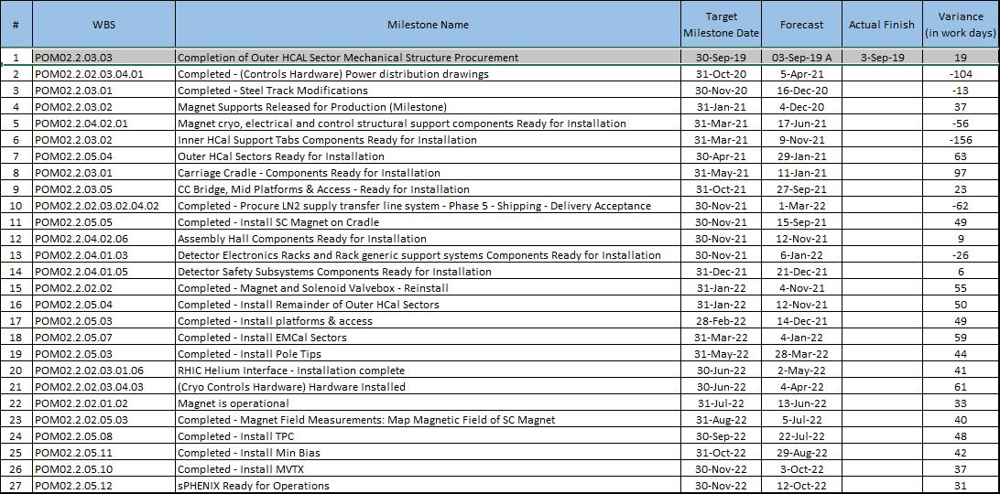 # WBS Milestone Name Target Milestone Date Forecast Actual Finish Variance (in work days)
1 POM02.2.03.03 Completion of Outer HCAL Sector Mechanical Structure Procurement 30-Sep-19 03-Sep-19 A 3-Sep-19 19
2 POM02.2.02.03.04.01 Completed - (Controls Hardware) Power distribution drawings 31-Oct-20 5-Apr-21 -104
3 POM02.2.03.01 Completed - Steel Track Modifications 30-Nov-20 16-Dec-20 -13
4 POM02.2.03.02 Magnet Supports Released for Production (Milestone) 31-Jan-21 4-Dec-20 37
5 POM02.2.04.02.01 Magnet cryo, electrical and control structural support components Ready for Installation 31-Mar-21 17-Jun-21 -56
6 POM02.2.03.02 Inner HCal Support Tabs Components Ready for Installation 31-Mar-21 9-Nov-21 -156
7 POM02.2.05.04 Outer HCal Sectors Ready for Installation 30-Apr-21 29-Jan-21 63
8 POM02.2.03.01 Carriage Cradle - Components Ready for Installation 31-May-21 11-Jan-21 97
9 POM02.2.03.05 CC Bridge, Mid Platforms & Access - Ready for Installation 31-Oct-21 27-Sep-21 23
10 POM02.2.02.03.02.04.02 Completed - Procure LN2 supply transfer line system - Phase 5 - Shipping - Delivery Acceptance 30-Nov-21 1-Mar-22 -62
11 POM02.2.05.05 Completed - Install SC Magnet on Cradle 30-Nov-21 15-Sep-21 49
12 POM02.2.04.02.06 Assembly Hall Components Ready for Installation 30-Nov-21 12-Nov-21 9
13 POM02.2.04.01.03 Detector Electronics Racks and Rack generic support systems Components Ready for Installation 30-Nov-21 6-Jan-22 -26
14 POM02.2.04.01.05 Detector Safety Subsystems Components Ready for Installation 31-Dec-21 21-Dec-21 6
15 POM02.2.02.02 Completed - Magnet and Solenoid Valvebox - Reinstall 31-Jan-22 4-Nov-21 55
16 POM02.2.05.04 Completed - Install Remainder of Outer HCal Sectors 31-Jan-22 12-Nov-21 50
17 POM02.2.05.03 Completed - Install platforms & access 28-Feb-22 14-Dec-21 49
18 POM02.2.05.07 Completed - Install EMCal Sectors 31-Mar-22 4-Jan-22 59
19 POM02.2.05.03 Completed - Install Pole Tips 31-May-22 28-Mar-22 44
20 POM02.2.02.03.01.06 RHIC Helium Interface - Installation complete 30-Jun-22 2-May-22 41
21 POM02.2.02.03.04.03 (Cryo Controls Hardware) Hardware Installed 30-Jun-22 4-Apr-22 61
22 POM02.2.02.01.02 Magnet is operational 31-Jul-22 13-Jun-22 33
23 POM02.2.02.05.03 Completed - Magnet Field Measurements: Map Magnetic Field of SC Magnet 31-Aug-22 5-Jul-22 40
24 POM02.2.05.08 Completed - Install TPC 30-Sep-22 22-Jul-22 48
25 POM02.2.05.11 Completed - Install Min Bias 31-Oct-22 29-Aug-22 42
26 POM02.2.05.10 Completed - Install MVTX 30-Nov-22 3-Oct-22 37
27 POM02.2.05.12 sPHENIX Ready for Operations 30-Nov-22 12-Oct-22 31